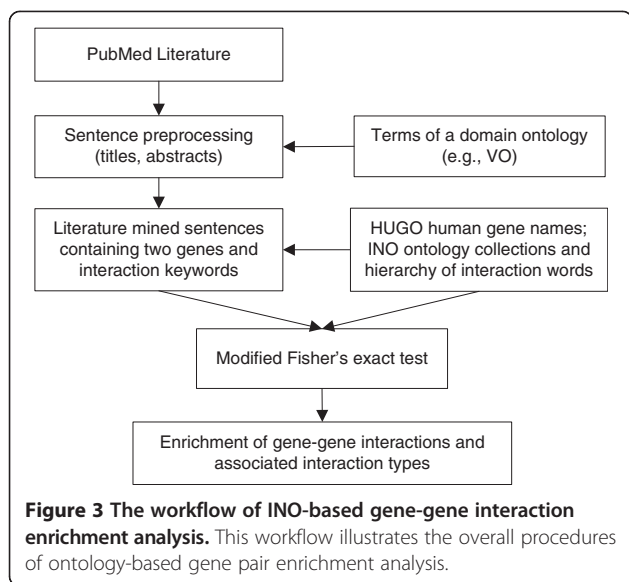 PubMed Literature
Sentence preprocessing
(titles, abstracts)
Terms of a domain ontology
(e.g., VO)
Literature mined sentences
containing two genes and
interaction keywords
HUGO human gene names;
INO ontology collections and
hierarchy of interaction words
Modified Fisher's exact test
Enrichment of gene-gene interactions and
associated interaction types
Figure 3 The workflow of INO-based gene-gene interaction
enrichment analysis. This workflow illustrates the overall procedures
of ontology-based gene pair enrichment analysis.